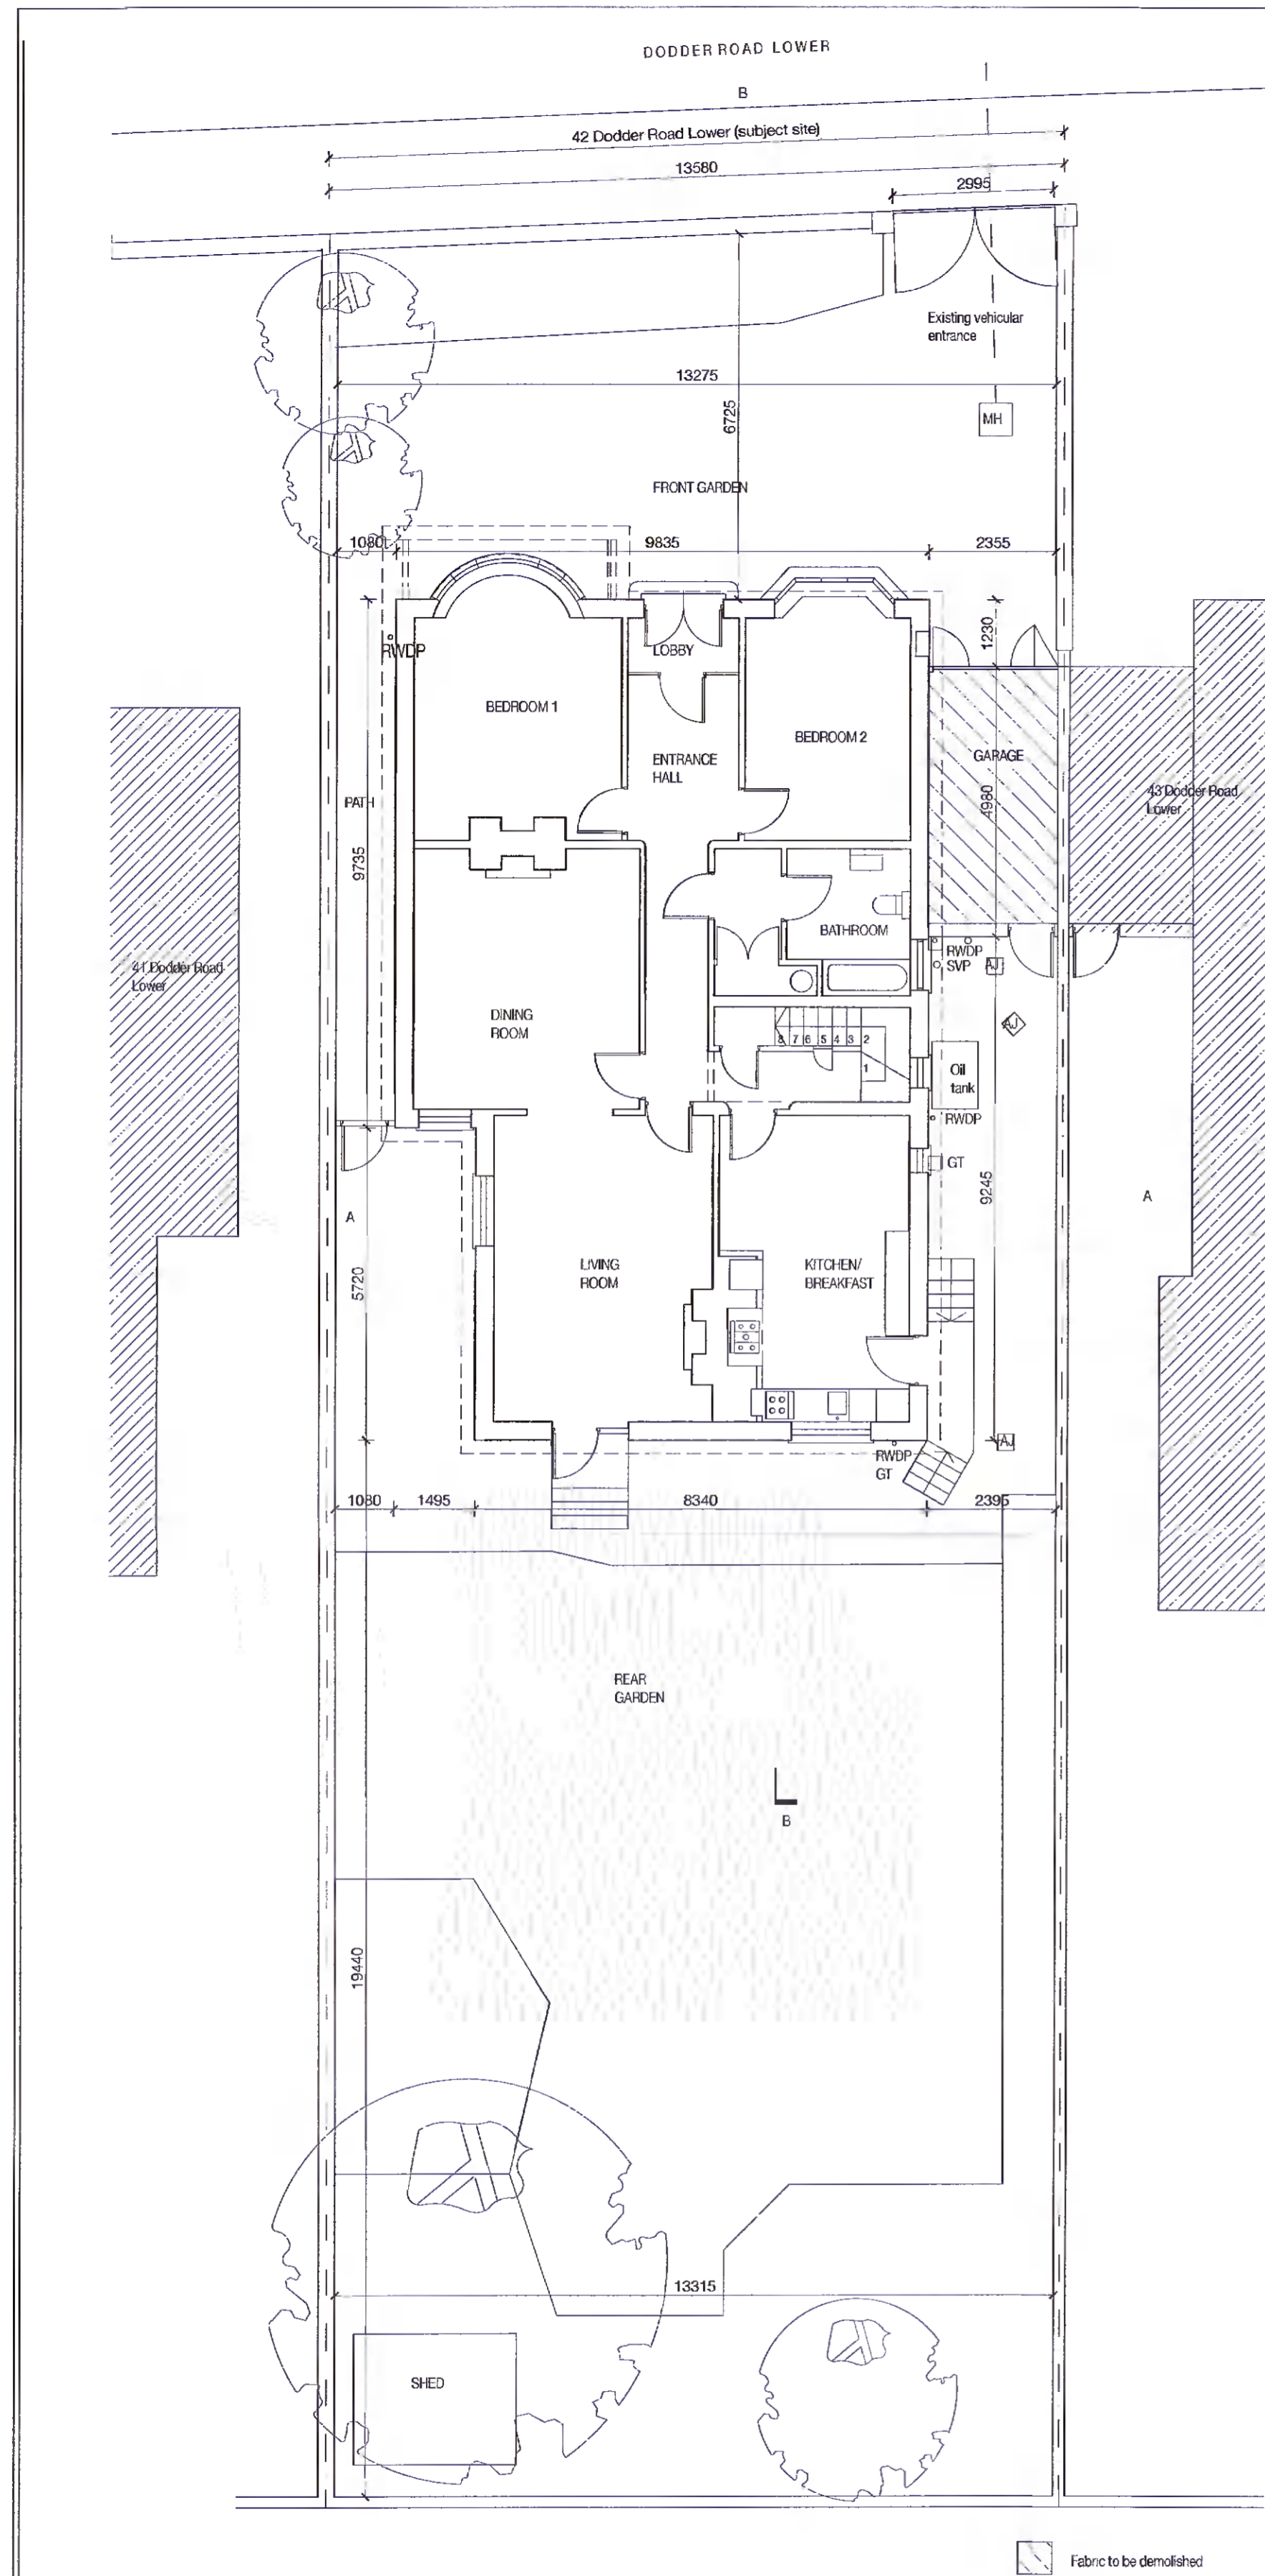 DODDER ROAD LOWER
B
42 Dodder Road Lower (subject site)
13580
2995
Existing vehicular
entrance
13275
6725
MH
FRONT GARDEN
1080
9835
2355
1230
RWDP
LOBBY
BEDROOM 1
BEDROOM 2
ENTRANCE
HALL
GARAGE
4980
43 Dodder Road
Lower
PATH
9735
BATHROOM
RWDP
SVP
AJ
41 Dodder Road
Lower
DINING
ROOM
AJ
8 7 6 5 4 3 2
1
Oil
tank
RWDP
GT
9245
A
A
LIVING
ROOM
KITCHEN/
BREAKFAST
5720
AJ
RWDP
GT
1080
1495
8340
2395
REAR
GARDEN
B
19440
13315
SHED
Fabric to be demolished